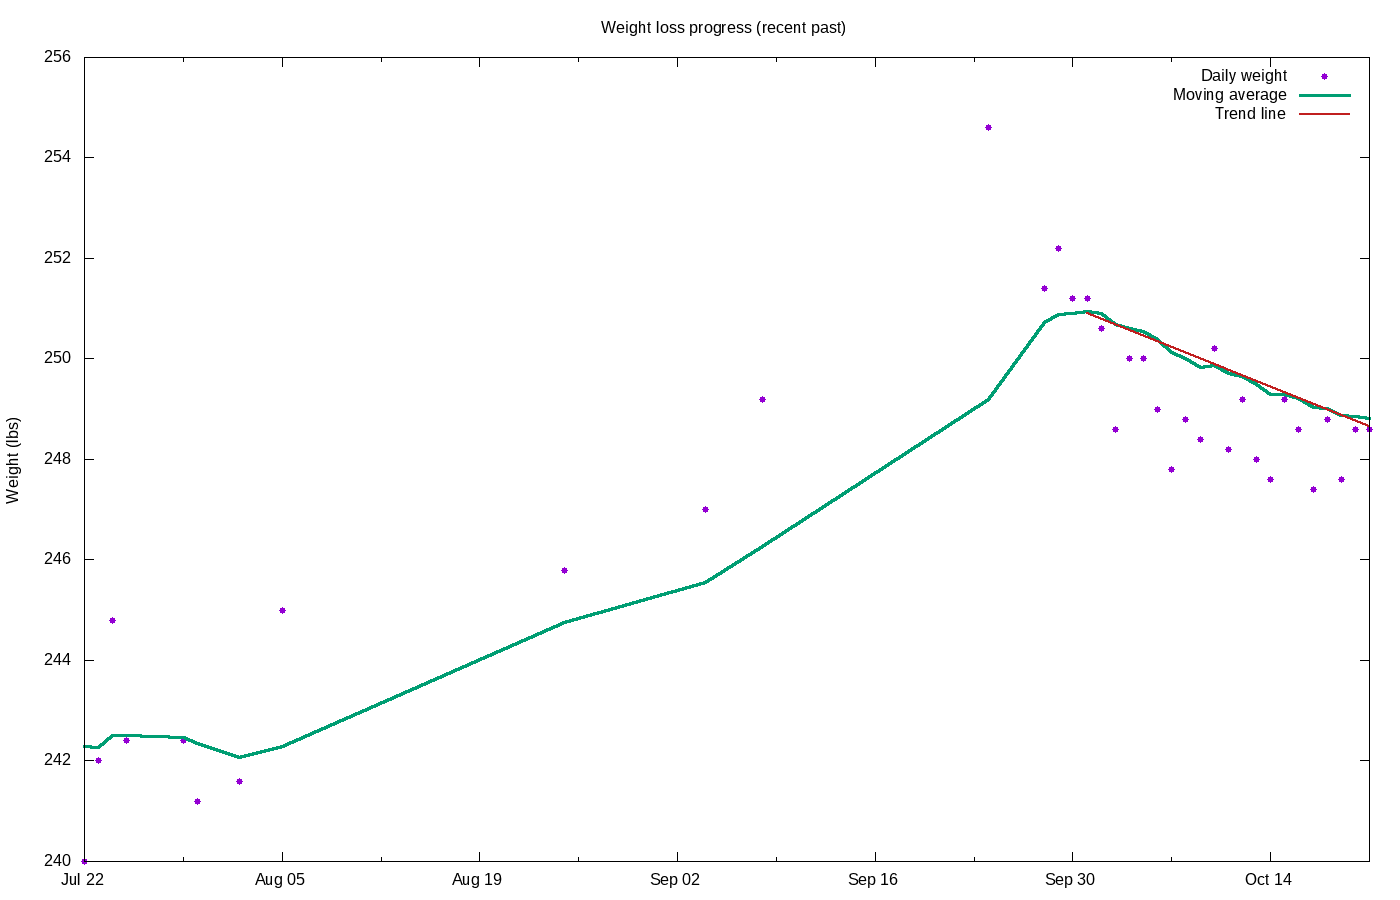 Weight loss progress (recent past)
256
254
252
250
248
246
244
242
240
Weight (lbs)
Daily weight
Moving average
Trend line
Jul 22 Aug 05 Aug 19 Sep 02 Sep 16 Sep 30 Oct 14